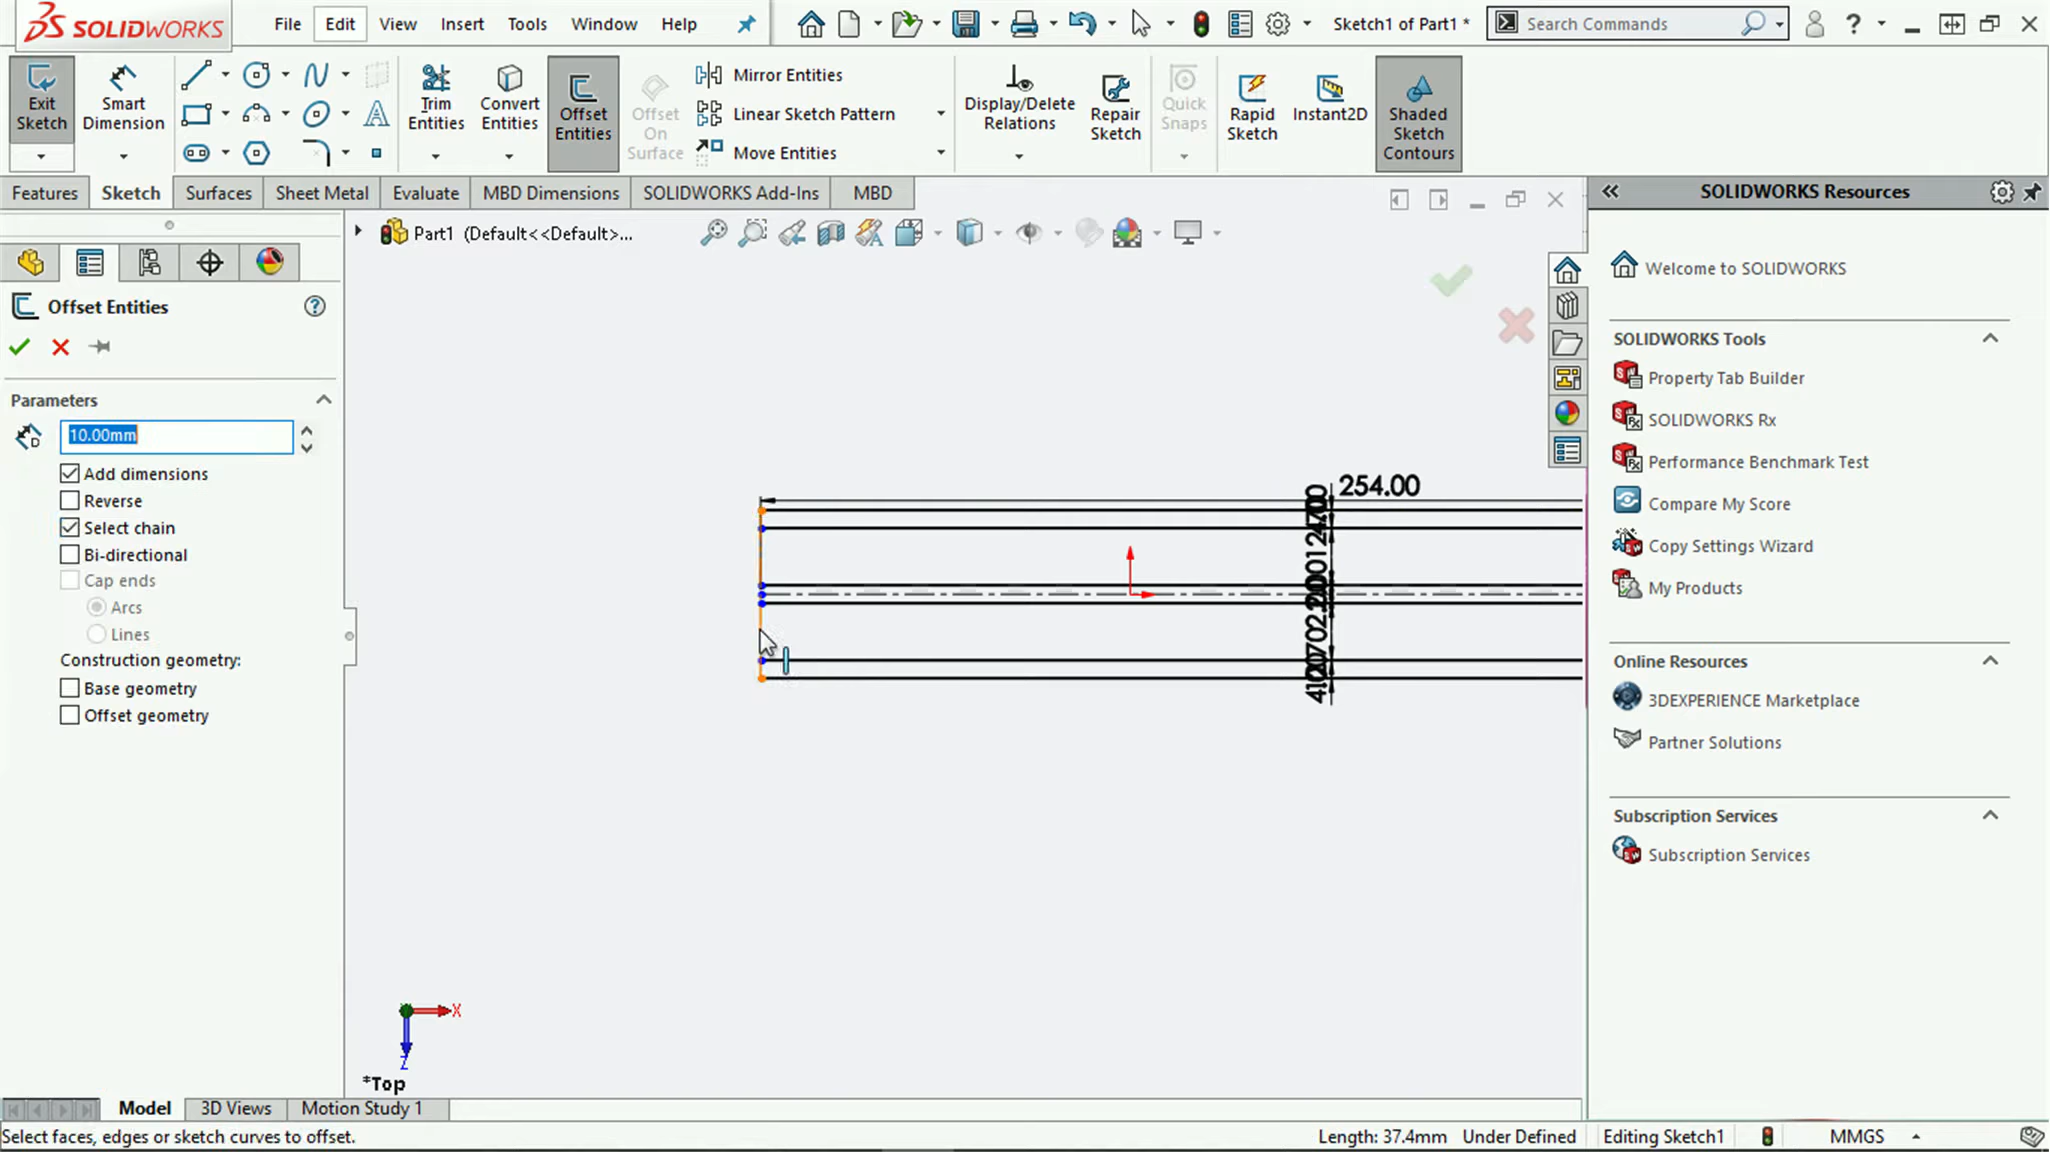 SOLIDWORKS
File
Edit
View
Insert
Tools
Window
Help
Sketch1 of Part1 *
Search Commands
Exit Sketch
Smart Dimension
Trim Entities
Convert Entities
Offset Entities
Offset On Surface
Mirror Entities
Linear Sketch Pattern
Move Entities
Display/Delete Relations
Repair Sketch
Quick Snaps
Rapid Sketch
Instant2D
Shaded Sketch Contours
Features
Sketch
Surfaces
Sheet Metal
Evaluate
MBD Dimensions
SOLIDWORKS Add-Ins
MBD
Part1 (Default<<Default>...
Offset Entities
Parameters
10.00mm
Add dimensions
Reverse
Select chain
Bi-directional
Cap ends
Arcs
Lines
Construction geometry:
Base geometry
Offset geometry
254.00
X
Z
*Top
SOLIDWORKS Resources
Welcome to SOLIDWORKS
SOLIDWORKS Tools
Property Tab Builder
SOLIDWORKS Rx
Performance Benchmark Test
Compare My Score
Copy Settings Wizard
My Products
Online Resources
3DEXPERIENCE Marketplace
Partner Solutions
Subscription Services
Subscription Services
Model
3D Views
Motion Study 1
Select faces, edges or sketch curves to offset.
Length: 37.4mm
Under Defined
Editing Sketch1
MMGS